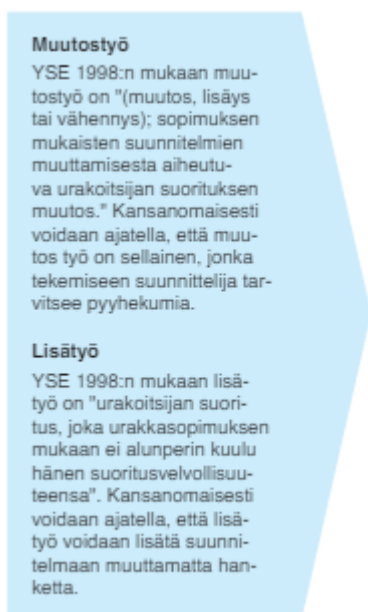 Muutostyö
YSE 1998:n mukaan muu-
tostyö on "(muutos, lisäys
tai vähennys); sopimuksen
mukaisten suunnitelmien
muuttamisesta aiheutu-
va urakoitsijan suorituksen
muutos." Kansanomaisesti
voidaan ajatella, että muu-
tos työ on sellainen, jonka
tekemiseen suunnittelija tar-
vitsee pyyhekumia.
Lisätyö
YSE 1998:n mukaan lisä-
työ on "urakoitsijan suori-
tus, joka urakkasopimuksen
mukaan ei alunperin kuulu
hänen suoritusvelvollisuu-
teensa". Kansanomaisesti
voidaan ajatella, että lisä-
työ voidaan lisätä suunni-
telmaan muuttamatta han-
ketta.